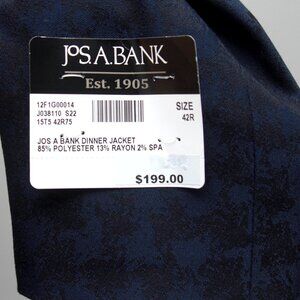 JOS.A.BANK
Est. 1905
12F1G00014
J038110 S22
15T5 42R75
SIZE
42R
JOS A BANK DINNER JACKET
85% POLYESTER 13% RAYON 2% SPA
$199.00